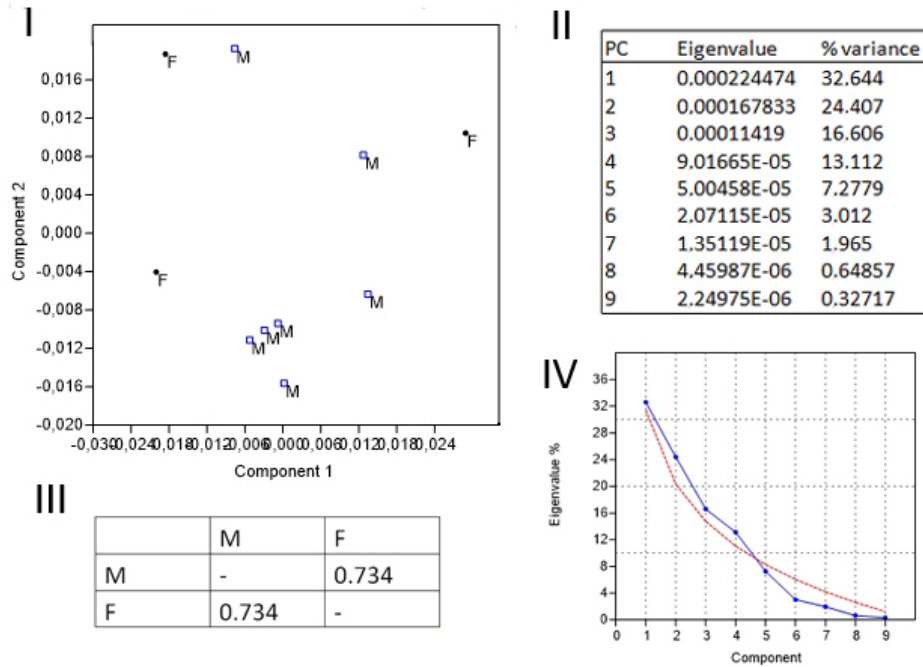 I
0,016
0,012
0,008
0,004
0,000
-0,004
-0,008
-0,012
-0,016
-0,020
Component 2
F
M
F
M
F
M
M
M
M
M
-0,030 -0,024 -0,018 -0,012 -0,006 0,000 0,006 0,012 0,018 0,024
Component 1
II
PC Eigenvalue % variance
1 0.000224474 32.644
2 0.000167833 24.407
3 0.00011419 16.606
4 9.01665E-05 13.112
5 5.00458E-05 7.2779
6 2.07115E-05 3.012
7 1.35119E-05 1.965
8 4.45987E-06 0.64857
9 2.24975E-06 0.32717
III
M F
M - 0.734
F 0.734 -
IV
36
32
28
24
20
16
12
8
4
0
Eigenvalue %
0 1 2 3 4 5 6 7 8 9
Component